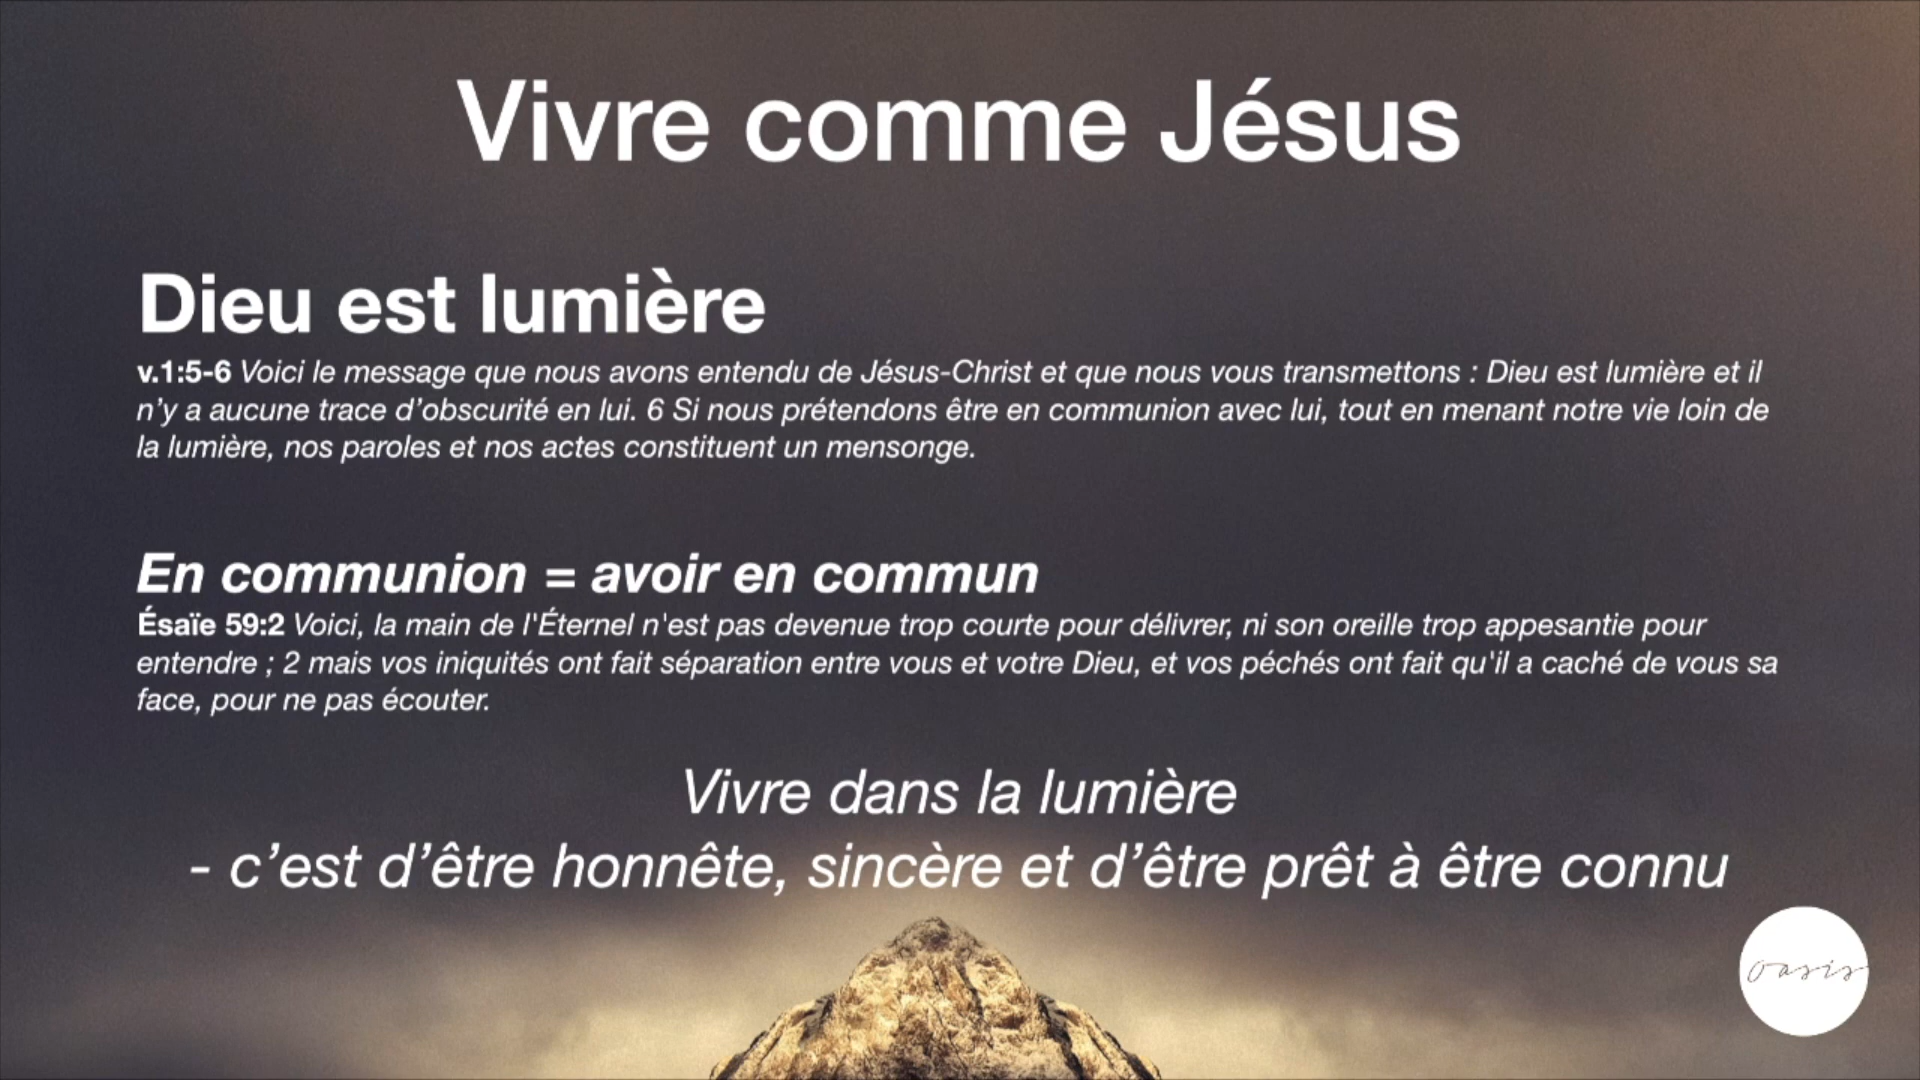 Vivre comme Jésus
Dieu est lumière
v.1:5-6 Voici le message que nous avons entendu de Jésus-Christ et que nous vous transmettons : Dieu est lumière et il
n’y a aucune trace d’obscurité en lui. 6 Si nous prétendons être en communion avec lui, tout en menant notre vie loin de
la lumière, nos paroles et nos actes constituent un mensonge.
En communion = avoir en commun
Ésaïe 59:2 Voici, la main de l'Éternel n'est pas devenue trop courte pour délivrer, ni son oreille trop appesantie pour
entendre ; 2 mais vos iniquités ont fait séparation entre vous et votre Dieu, et vos péchés ont fait qu'il a caché de vous sa
face, pour ne pas écouter.
Vivre dans la lumière
- c’est d’être honnête, sincère et d’être prêt à être connu
oasis